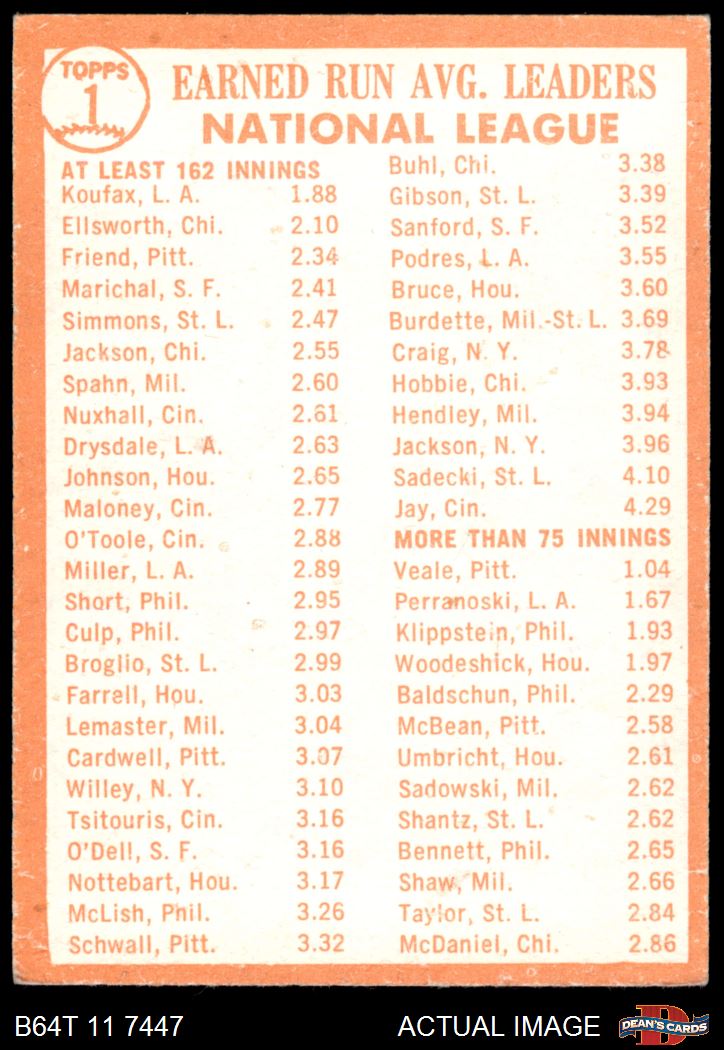 TOPPS
1
EARNED RUN AVG. LEADERS
NATIONAL LEAGUE
AT LEAST 162 INNINGS
Koufax, L. A. 1.88
Ellsworth, Chi. 2.10
Friend, Pitt. 2.34
Marichal, S. F. 2.41
Simmons, St. L. 2.47
Jackson, Chi. 2.55
Spahn, Mil. 2.60
Nuxhall, Cin. 2.61
Drysdale, L. A. 2.63
Johnson, Hou. 2.65
Maloney, Cin. 2.77
O'Toole, Cin. 2.88
Miller, L. A. 2.89
Short, Phil. 2.95
Culp, Phil. 2.97
Broglio, St. L. 2.99
Farrell, Hou. 3.03
Lemaster, Mil. 3.04
Cardwell, Pitt. 3.07
Willey, N. Y. 3.10
Tsitouris, Cin. 3.16
O'Dell, S. F. 3.16
Nottebart, Hou. 3.17
McLish, Phil. 3.26
Schwall, Pitt. 3.32
Buhl, Chi. 3.38
Gibson, St. L. 3.39
Sanford, S. F. 3.52
Podres, L. A. 3.55
Bruce, Hou. 3.60
Burdette, Mil.-St. L. 3.69
Craig, N. Y. 3.78
Hobbie, Chi. 3.93
Hendley, Mil. 3.94
Jackson, N. Y. 3.96
Sadecki, St. L. 4.10
Jay, Cin. 4.29
MORE THAN 75 INNINGS
Veale, Pitt. 1.04
Perranoski, L. A. 1.67
Klippstein, Phil. 1.93
Woodeshick, Hou. 1.97
Baldschun, Phil. 2.29
McBean, Pitt. 2.58
Umbricht, Hou. 2.61
Sadowski, Mil. 2.62
Shantz, St. L. 2.62
Bennett, Phil. 2.65
Shaw, Mil. 2.66
Taylor, St. L. 2.84
McDaniel, Chi. 2.86
B64T 11 7447
ACTUAL IMAGE
D
DEAN'S CARDS